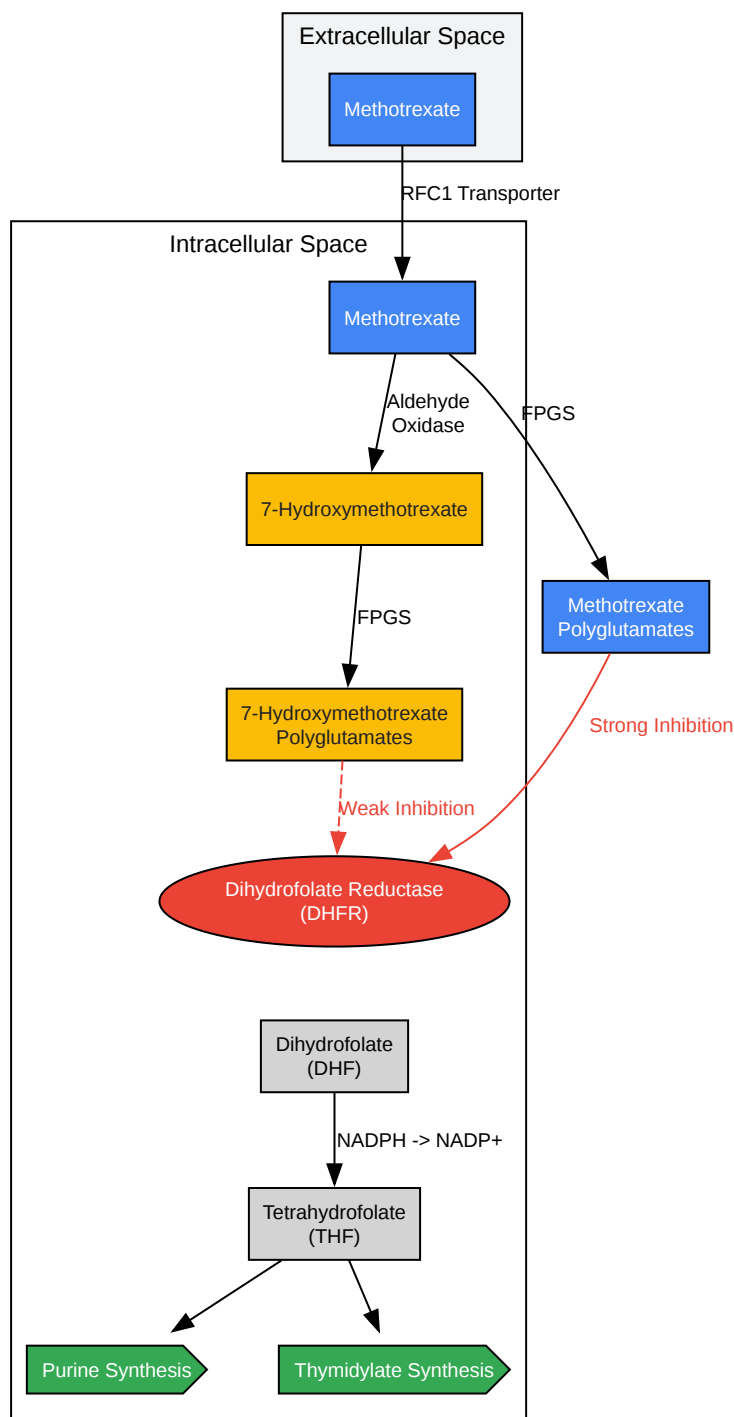 Extracellular Space
Methotrexate
RFC1 Transporter
Intracellular Space
Methotrexate
Aldehyde
Oxidase
FPGS
7-Hydroxymethotrexate
Methotrexate
Polyglutamates
FPGS
7-Hydroxymethotrexate
Polyglutamates
Strong Inhibition
Weak Inhibition
Dihydrofolate Reductase
(DHFR)
Dihydrofolate
(DHF)
NADPH -> NADP+
Tetrahydrofolate
(THF)
Purine Synthesis
Thymidylate Synthesis